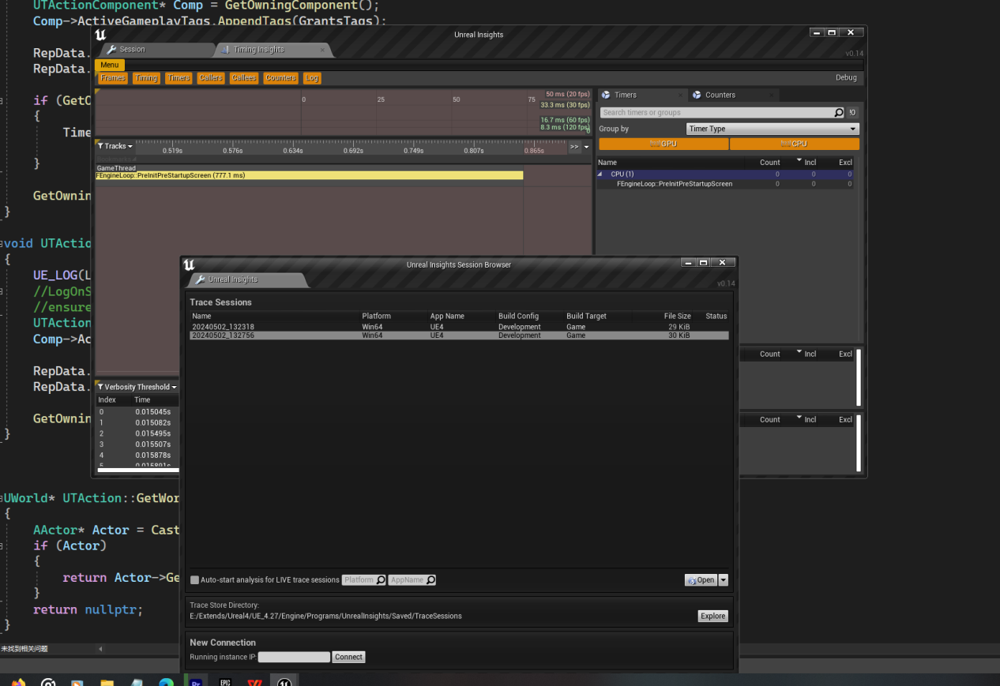 UTActionComponent* Comp = GetOwningComponent();
Comp->ActiveGameplayTags.AppendTags(GrantsTags);
RepData.
RepData.
if (GetO
{
Time
}
GetOwnin
}
void UTActio
{
UE_LOG(L
//LogOnS
//ensure
UTAction
Comp->Ac
RepData.
RepData.
GetOwnin
}
UWorld* UTAction::GetWor
{
AActor* Actor = Cast
if (Actor)
{
return Actor->Ge
}
return nullptr;
}
未找到相关问题
Unreal Insights
Session
Timing Insights
v0.14
Menu
Frames Timing Timers Callers Callees Counters Log
Debug
0 25 50 75
50 ms (20 fps)
33.3 ms (30 fps)
16.7 ms (60 fps)
8.3 ms (120 fps)
0
Tracks
0.519s 0.576s 0.634s 0.692s 0.749s 0.807s 0.865s >>
Bookmarks
GameThread
FEngineLoop::PreInitPreStartupScreen (777.1 ms)
Verbosity Threshold
Index Time
0 0.015045s
1 0.015082s
2 0.015495s
3 0.015507s
4 0.015878s
5 0.015891s
Timers
Counters
Search timers or groups
!0
Group by
Timer Type
GPU
CPU
Name Count Incl Excl
CPU (1) 0 0 0
FEngineLoop::PreInitPreStartupScreen 0 0 0
Count Incl Excl
Count Incl Excl
Unreal Insights Session Browser
Unreal Insights
v0.14
Trace Sessions
Name Platform App Name Build Config Build Target File Size Status
20240502_132318 Win64 UE4 Development Game 29 KiB
20240502_132756 Win64 UE4 Development Game 30 KiB
Auto-start analysis for LIVE trace sessions Platform AppName
Open
Trace Store Directory:
E:/Extends/Ureal4/UE_4.27/Engine/Programs/UnrealInsights/Saved/TraceSessions
Explore
New Connection
Running instance IP:
Connect
Pr
EPIC